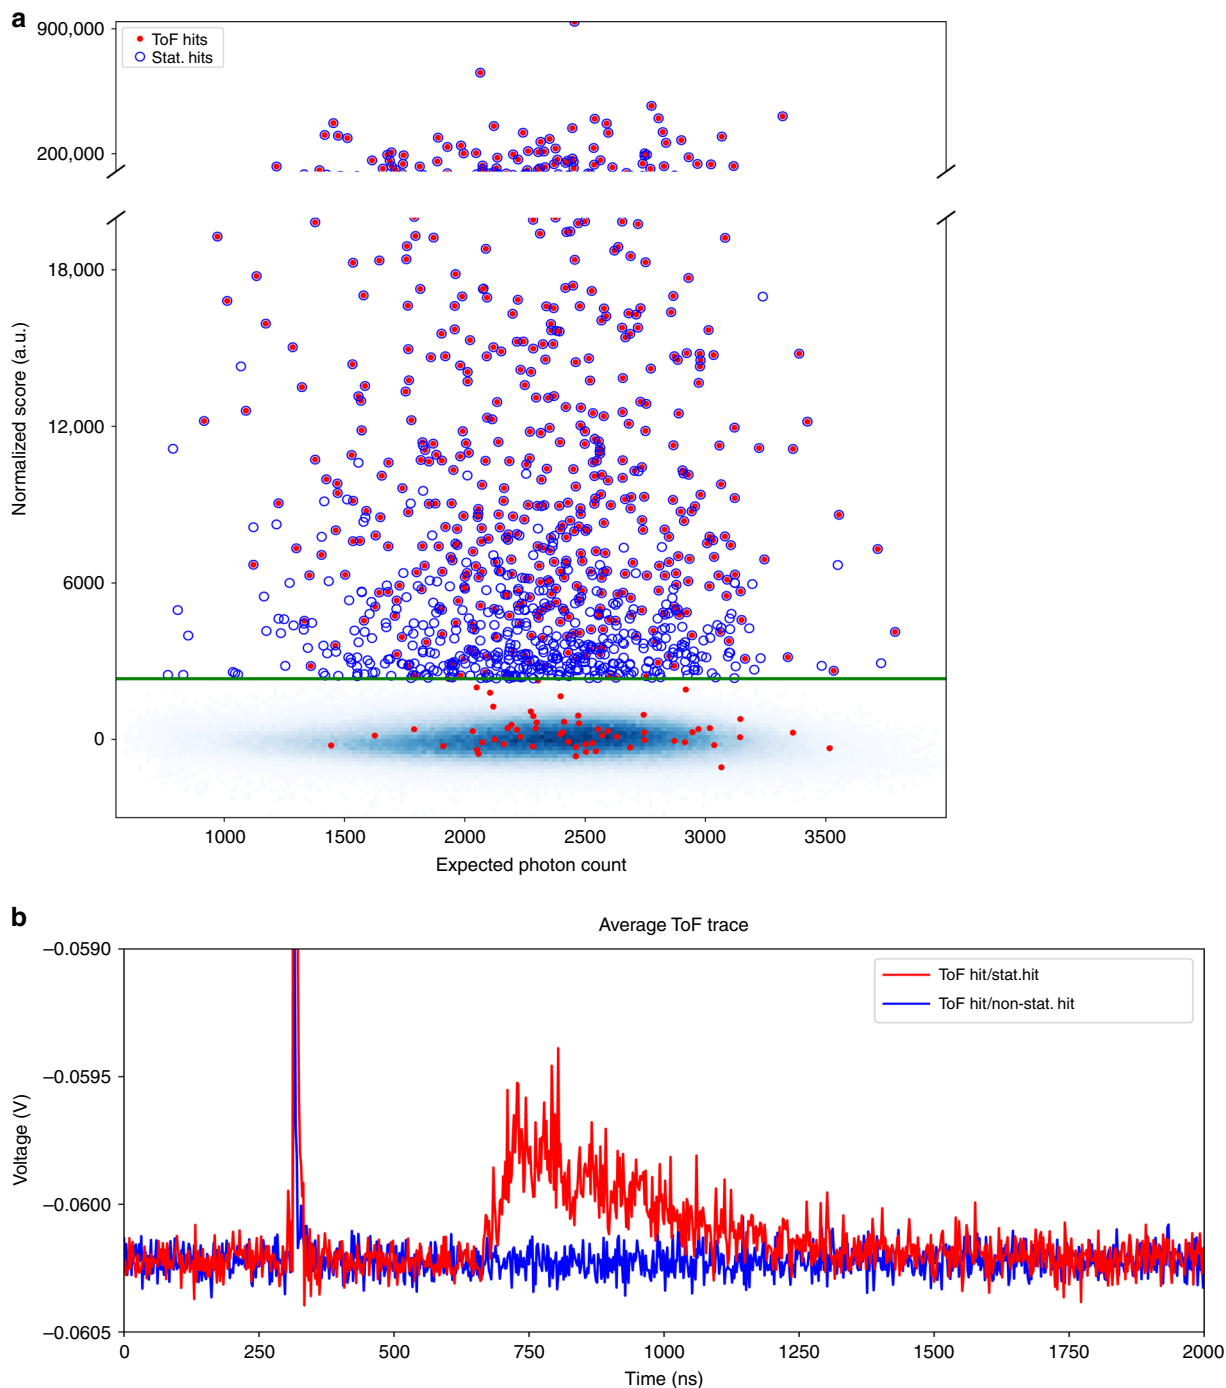 a
900,000
ToF hits
Stat. hits
200,000
18,000
12,000
6000
0
Normalized score (a.u.)
1000 1500 2000 2500 3000 3500
Expected photon count
b
Average ToF trace
−0.0590
ToF hit/stat.hit
ToF hit/non-stat. hit
−0.0595
−0.0600
−0.0605
Voltage (V)
0 250 500 750 1000 1250 1500 1750 2000
Time (ns)